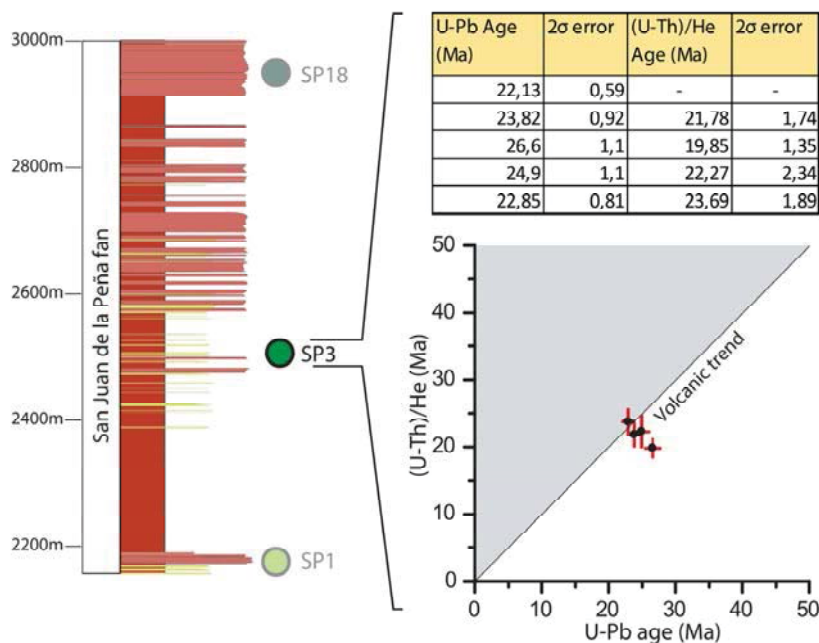 3000m
2800m
2600m
2400m
2200m
San Juan de la Peña fan
SP18
SP3
SP1
U-Pb Age (Ma) 2σ error (U-Th)/He Age (Ma) 2σ error
22,13 0,59 - -
23,82 0,92 21,78 1,74
26,6 1,1 19,85 1,35
24,9 1,1 22,27 2,34
22,85 0,81 23,69 1,89
50
40
30
20
10
0
(U-Th)/He (Ma)
Volcanic trend
0 10 20 30 40 50
U-Pb age (Ma)